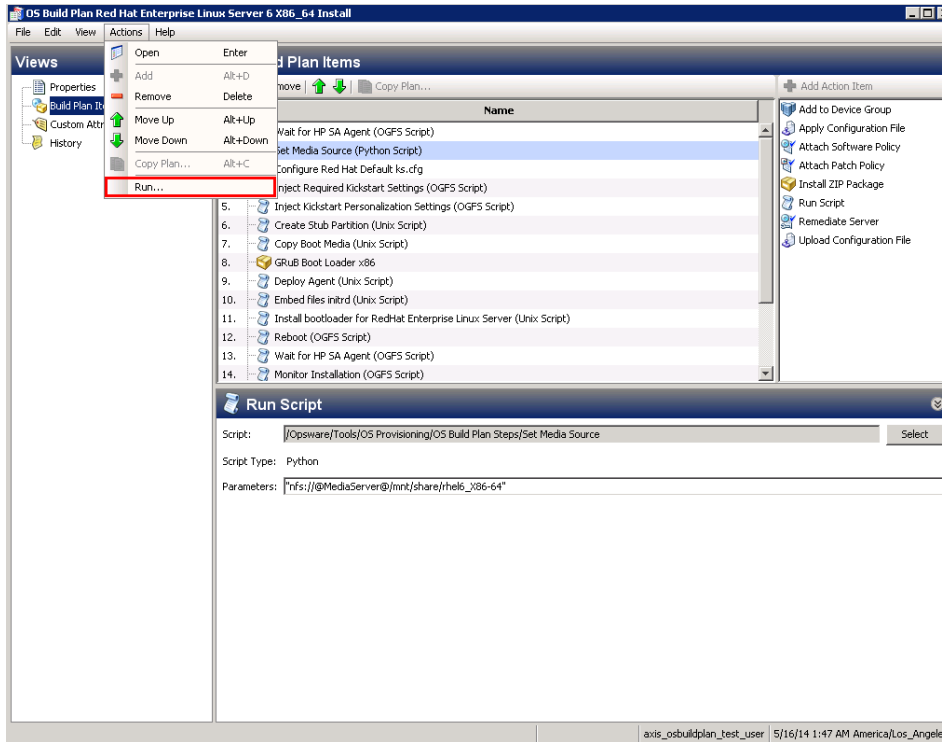 OS Build Plan Red Hat Enterprise Linux Server 6 X86_64 Install
File Edit View Actions Help
Views
Properties
Build Plan It
Custom Attr
History
Open Enter
Add Alt+D
Remove Delete
Move Up Alt+Up
Move Down Alt+Down
Copy Plan... Alt+C
Run...
d Plan Items
move Copy Plan...
Name
Wait for HP SA Agent (OGFS Script)
Set Media Source (Python Script)
Configure Red Hat Default ks.cfg
Inject Required Kickstart Settings (OGFS Script)
5. Inject Kickstart Personalization Settings (OGFS Script)
6. Create Stub Partition (Unix Script)
7. Copy Boot Media (Unix Script)
8. GRuB Boot Loader x86
9. Deploy Agent (Unix Script)
10. Embed files initrd (Unix Script)
11. Install bootloader for RedHat Enterprise Linux Server (Unix Script)
12. Reboot (OGFS Script)
13. Wait for HP SA Agent (OGFS Script)
14. Monitor Installation (OGFS Script)
Add Action Item
Add to Device Group
Apply Configuration File
Attach Software Policy
Attach Patch Policy
Install ZIP Package
Run Script
Remediate Server
Upload Configuration File
Run Script
Script: /Opsware/Tools/OS Provisioning/OS Build Plan Steps/Set Media Source Select
Script Type: Python
Parameters: "nfs://@MediaServer@/mnt/share/rhel6_X86-64"
axis_osbuildplan_test_user 5/16/14 1:47 AM America/Los_Angele